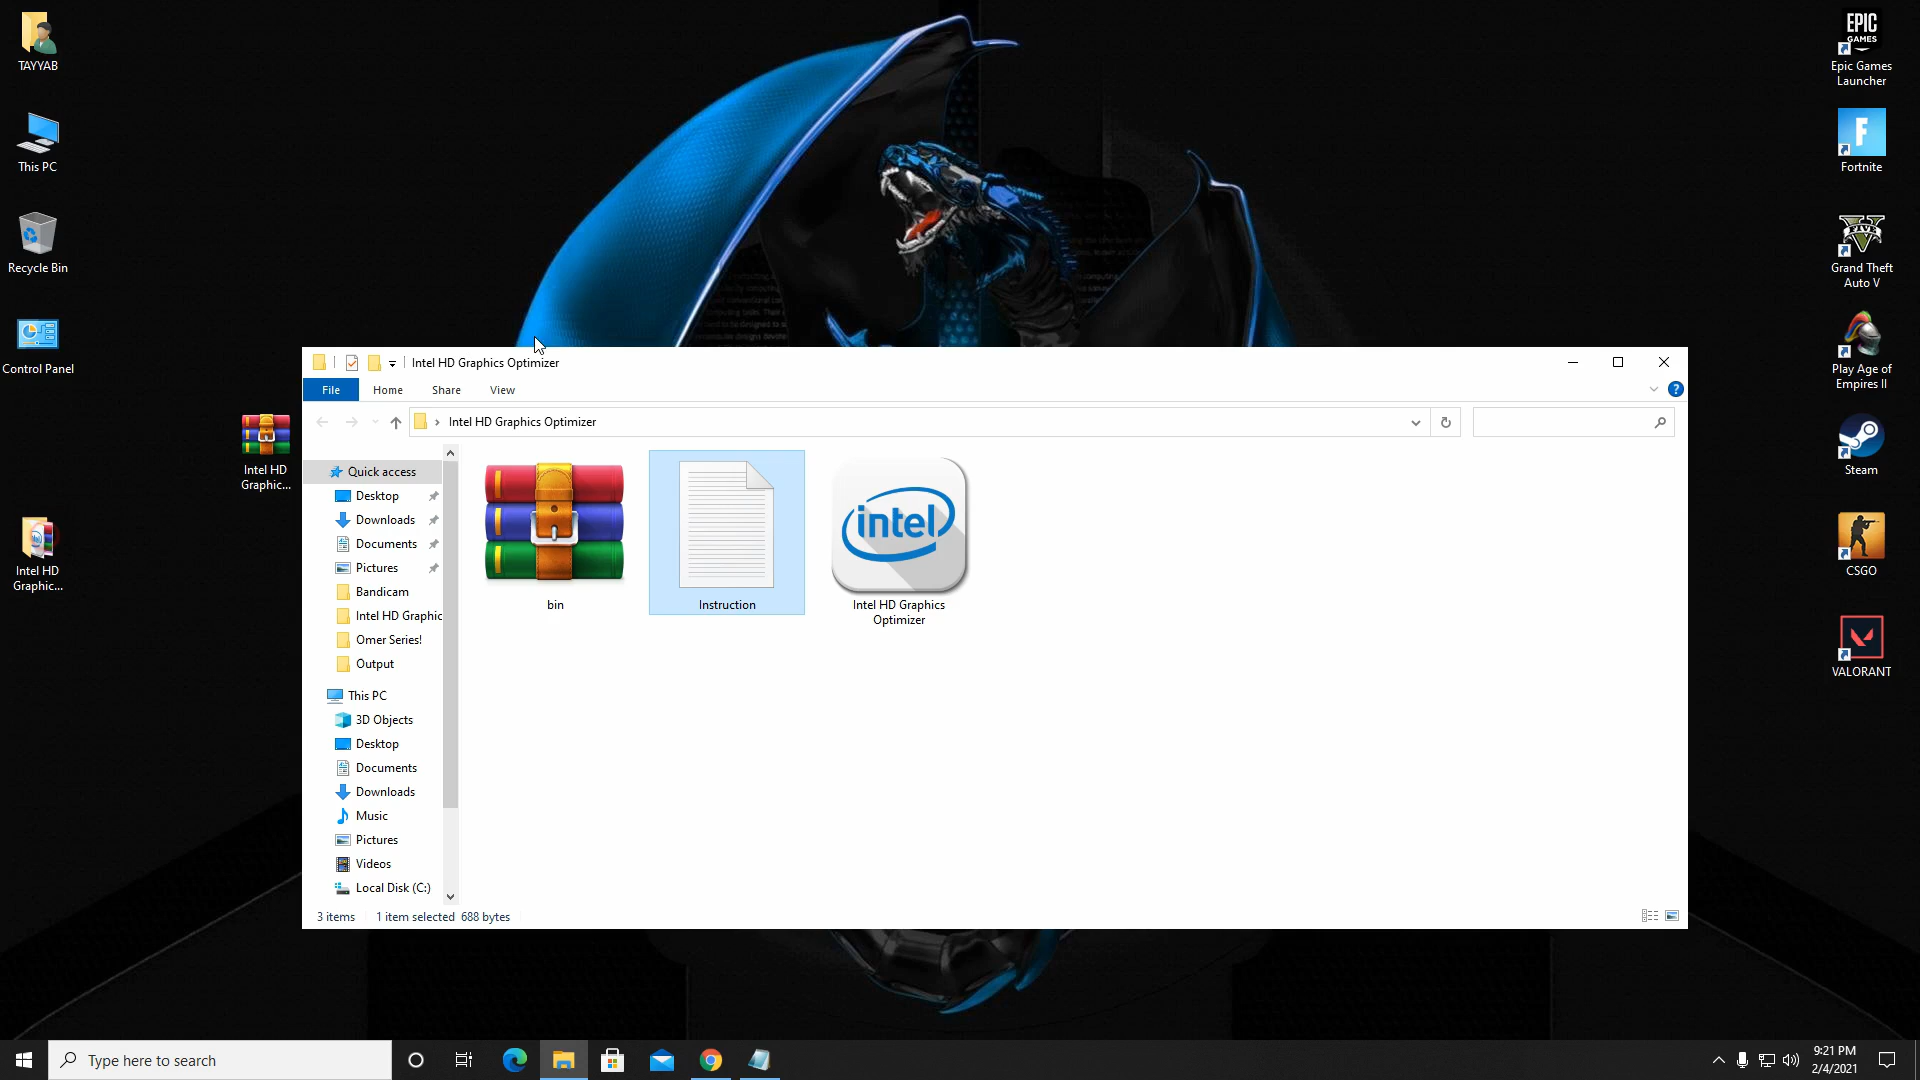 TAYYAB
This PC
Recycle Bin
Control Panel
Intel HD
Graphic...
Intel HD
Graphic...
EPIC
GAMES
Epic Games
Launcher
F
Fortnite
V
FIVE
Grand Theft
Auto V
Play Age of
Empires II
Steam
CSGO
VALORANT
Intel HD Graphics Optimizer
File
Home
Share
View
?
Intel HD Graphics Optimizer
Quick access
Desktop
Downloads
Documents
Pictures
Bandicam
Intel HD Graphic
Omer Series!
Output
This PC
3D Objects
Desktop
Documents
Downloads
Music
Pictures
Videos
Local Disk (C:)
bin
Instruction
intel
Intel HD Graphics
Optimizer
3 items
1 item selected 688 bytes
Type here to search
9:21 PM
2/4/2021